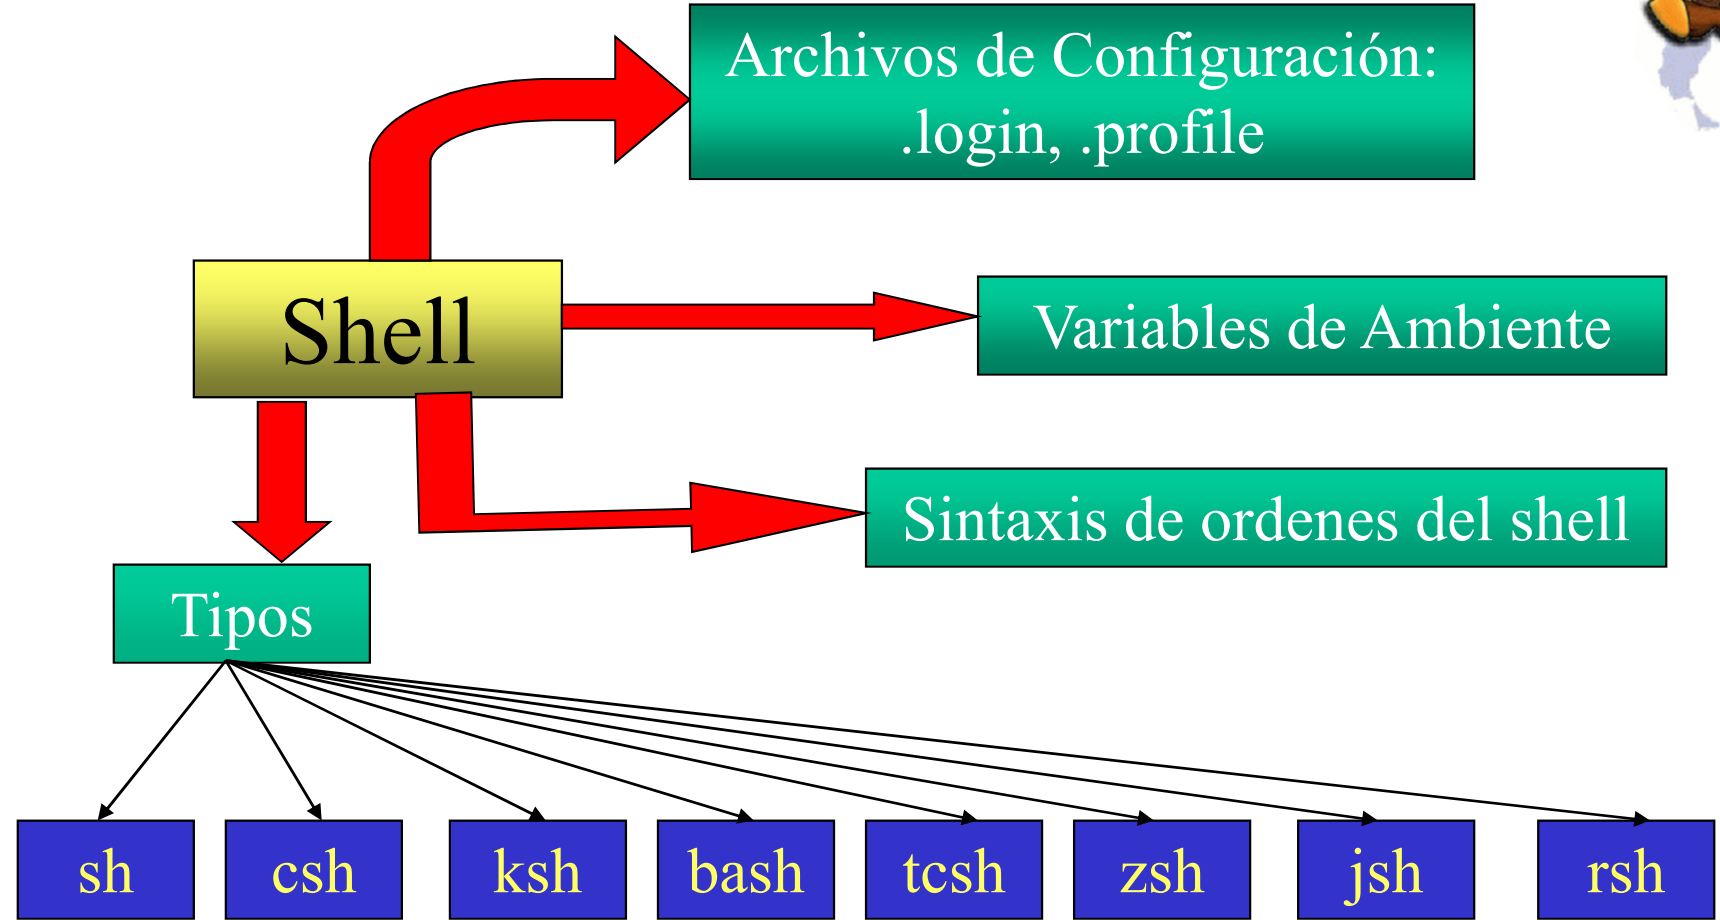 Archivos de Configuración:
.login, .profile
Shell
Variables de Ambiente
Sintaxis de ordenes del shell
Tipos
sh
csh
ksh
bash
tcsh
zsh
jsh
rsh